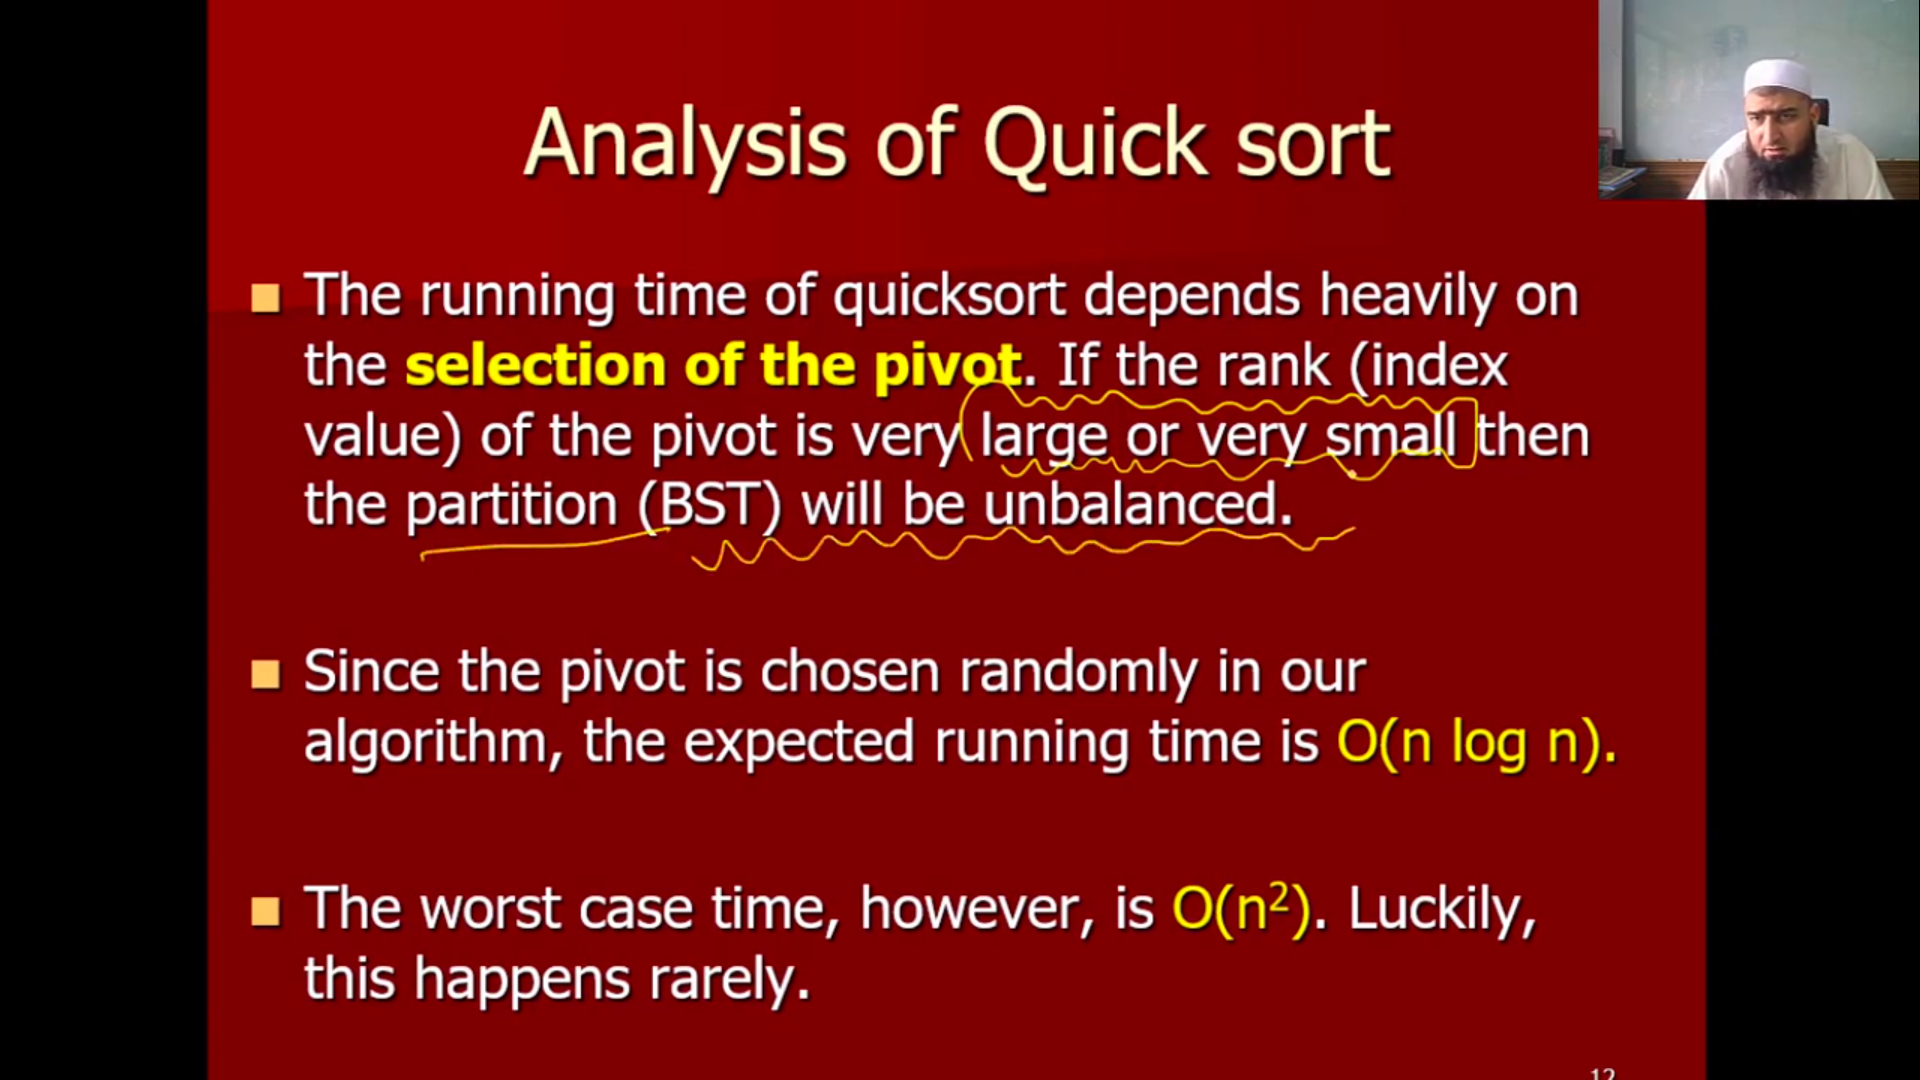 Analysis of Quick sort
The running time of quicksort depends heavily on
the selection of the pivot. If the rank (index
value) of the pivot is very large or very small then
the partition (BST) will be unbalanced.
Since the pivot is chosen randomly in our
algorithm, the expected running time is O(n log n).
The worst case time, however, is O(n²). Luckily,
this happens rarely.
12